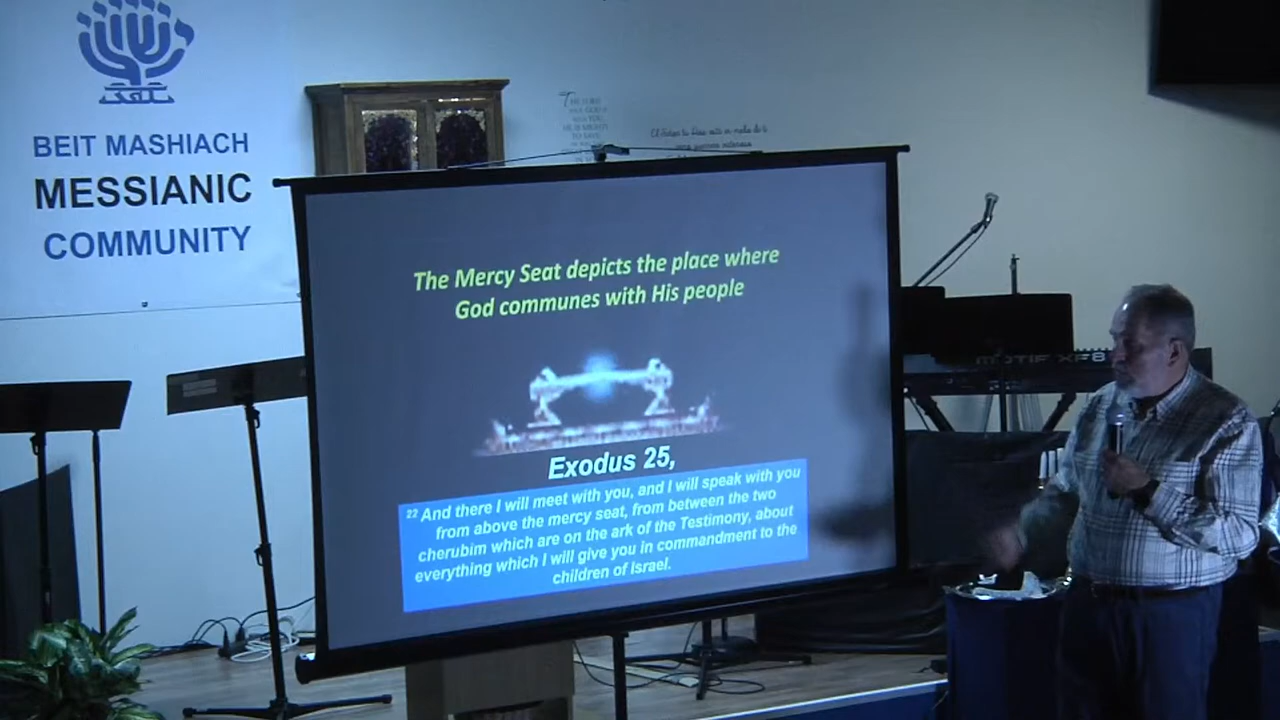 BEIT MASHIACH
MESSIANIC
COMMUNITY
The Mercy Seat depicts the place where
God communes with His people
Exodus 25,
22 And there I will meet with you, and I will speak with you
from above the mercy seat, from between the two
cherubim which are on the ark of the Testimony, about
everything which I will give you in commandment to the
children of Israel.
MOTIF XF8